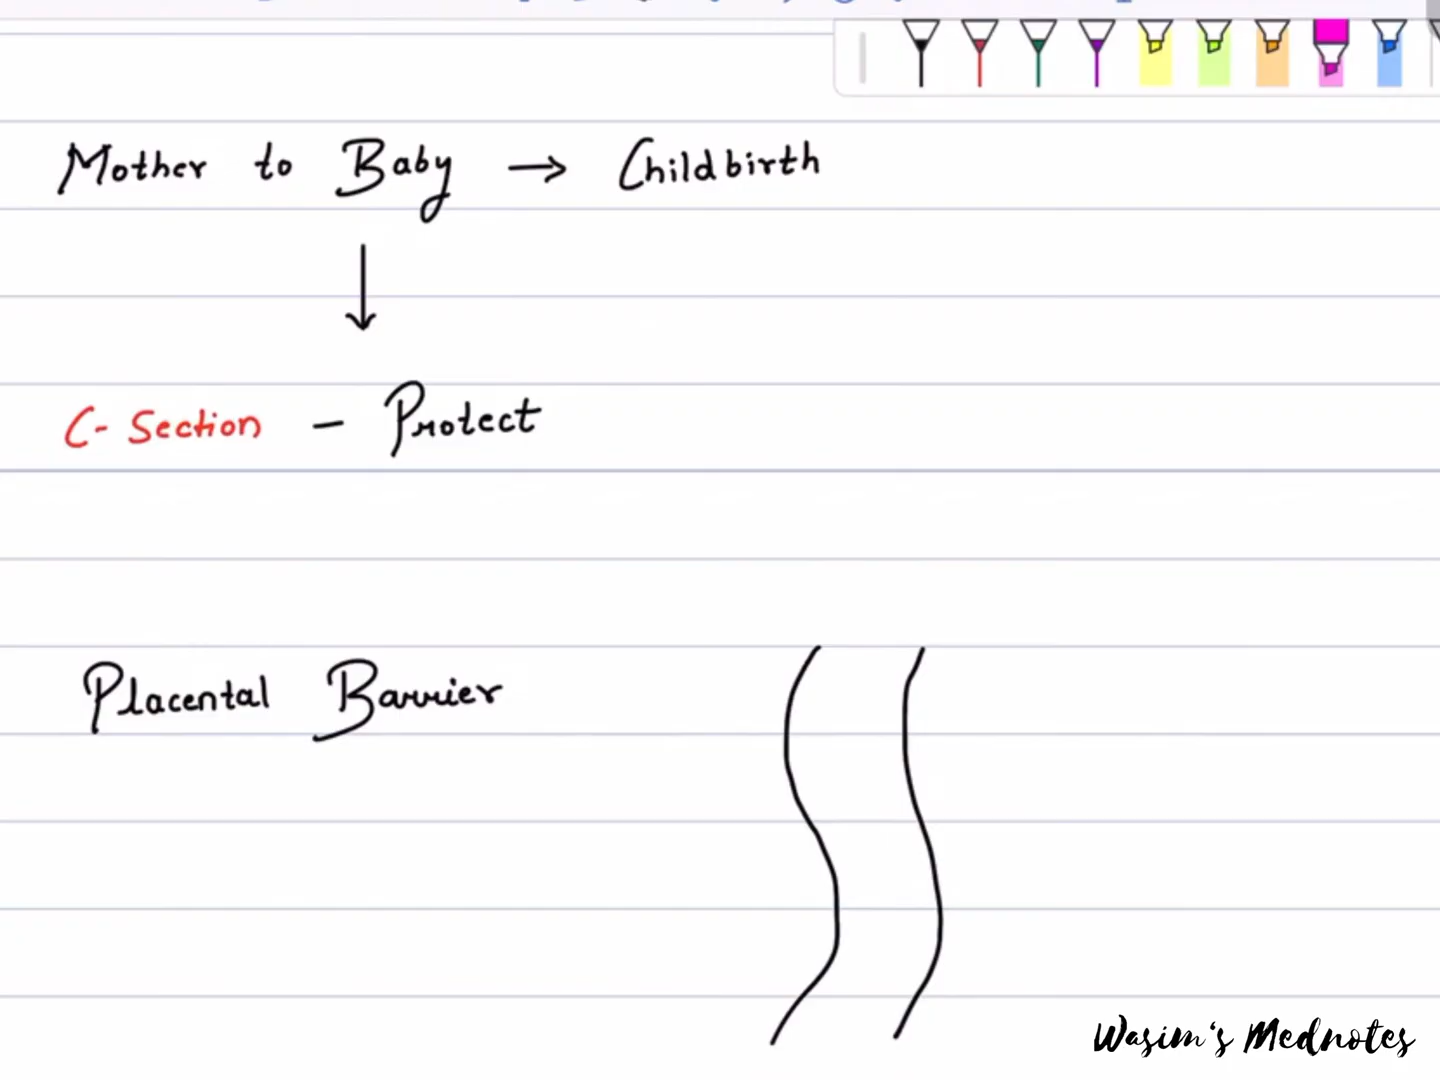 Mother to Baby → Childbirth
↓
C-Section - Protect
Placental Barrier
Wasim's Mednotes